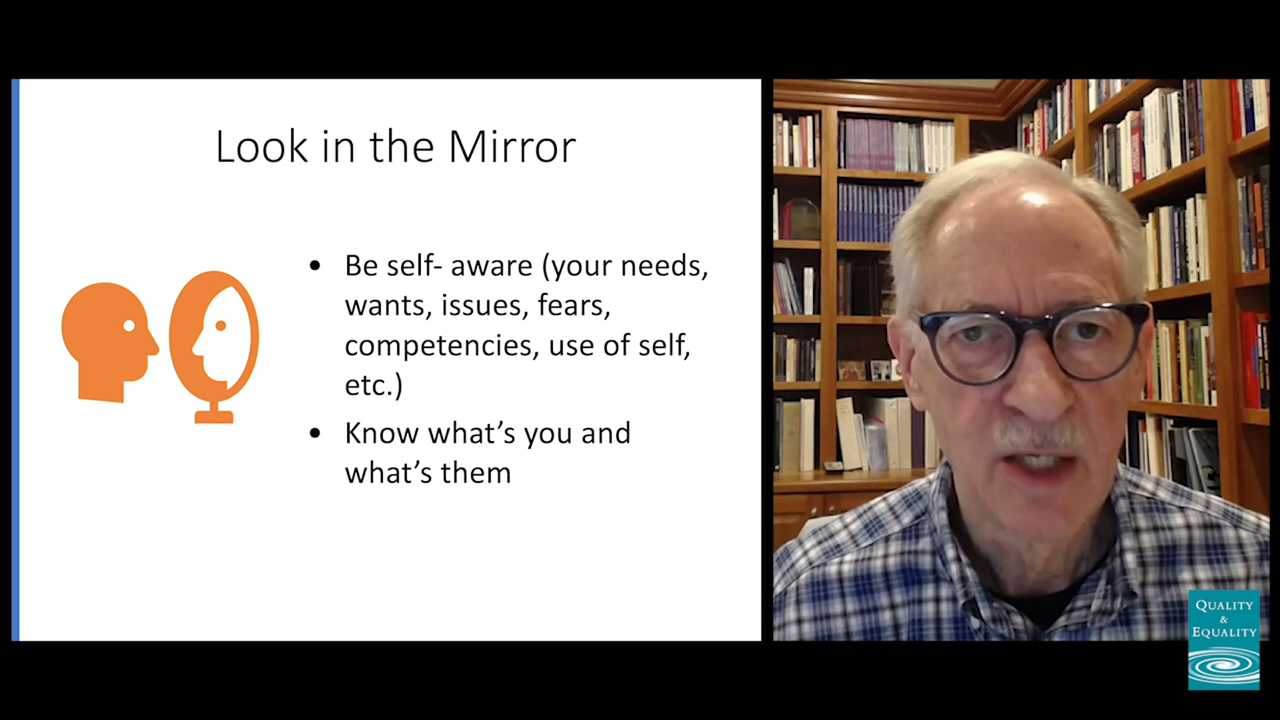 Look in the Mirror
• Be self- aware (your needs,
wants, issues, fears,
competencies, use of self,
etc.)
• Know what's you and
what's them
QUALITY
&
EQUALITY